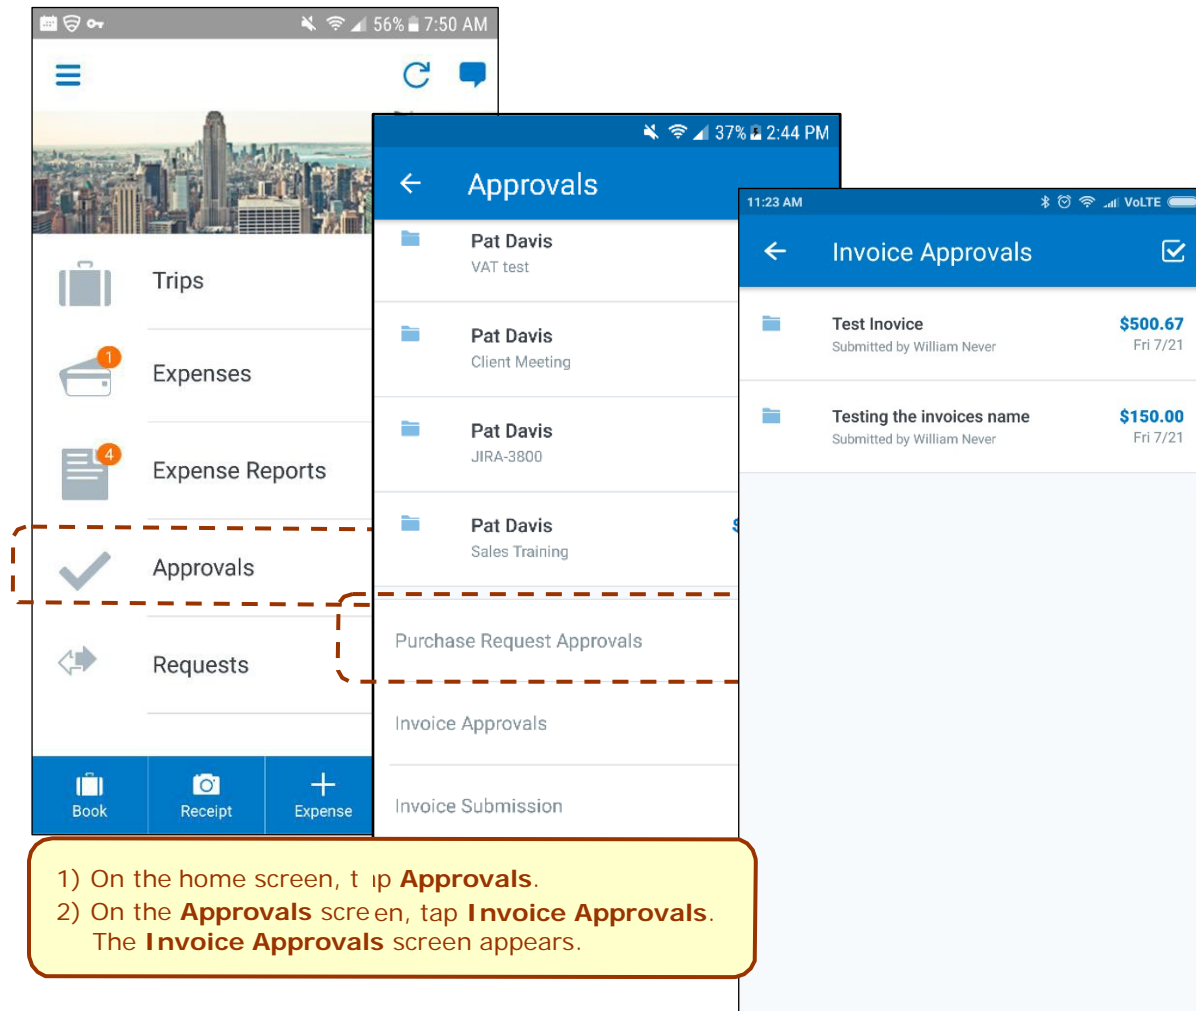 56% 7:50 AM
Trips
1
Expenses
4
Expense Reports
Approvals
Requests
Book
Receipt
Expense
37% 2:44 PM
Approvals
Pat Davis
VAT test
Pat Davis
Client Meeting
Pat Davis
JIRA-3800
Pat Davis
$
Sales Training
Purchase Request Approvals
Invoice Approvals
Invoice Submission
11:23 AM VoLTE
Invoice Approvals
Test Inovice $500.67
Submitted by William Never Fri 7/21
Testing the invoices name $150.00
Submitted by William Never Fri 7/21
1) On the home screen, tap Approvals.
2) On the Approvals screen, tap Invoice Approvals.
The Invoice Approvals screen appears.